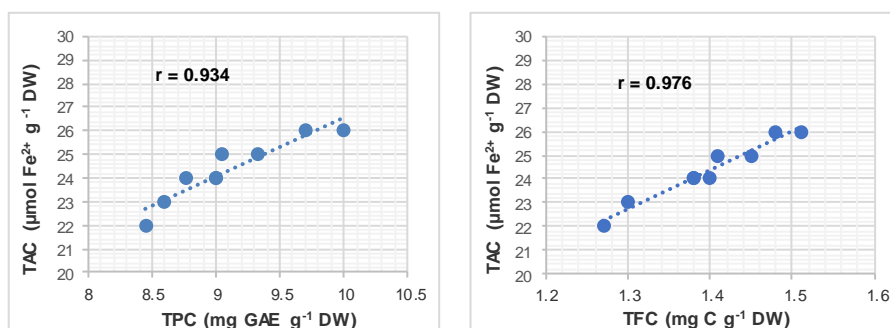 30
29
28
27
26
25
24
23
22
21
20
TAC (µmol Fe²⁺ g⁻¹ DW)
r = 0.934
8 8.5 9 9.5 10 10.5
TPC (mg GAE g⁻¹ DW)
30
29
28
27
26
25
24
23
22
21
20
TAC (µmol Fe²⁺ g⁻¹ DW)
r = 0.976
1.2 1.3 1.4 1.5 1.6
TFC (mg C g⁻¹ DW)